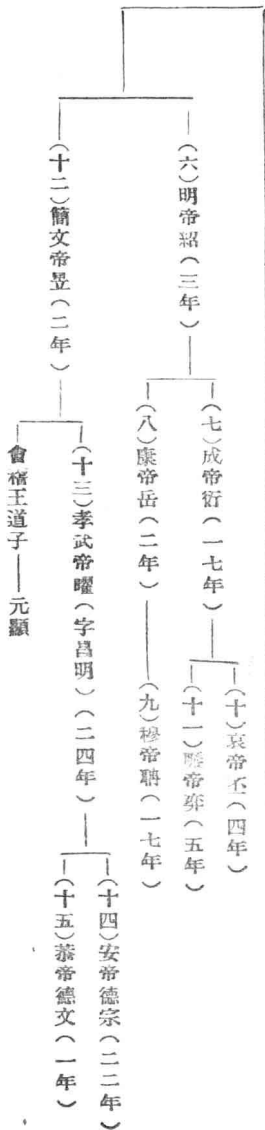 (六)明帝紹(三年)
(七)成帝衍(一七年)
(十)哀帝丕(四年)
(十一)廢帝奕(五年)
(八)康帝岳(二年)
(九)穆帝聃(一七年)
(十二)簡文帝昱(二年)
(十三)孝武帝曜(字昌明)(二四年)
(十四)安帝德宗(二二年)
(十五)恭帝德文(一年)
會稽王道子——元顯